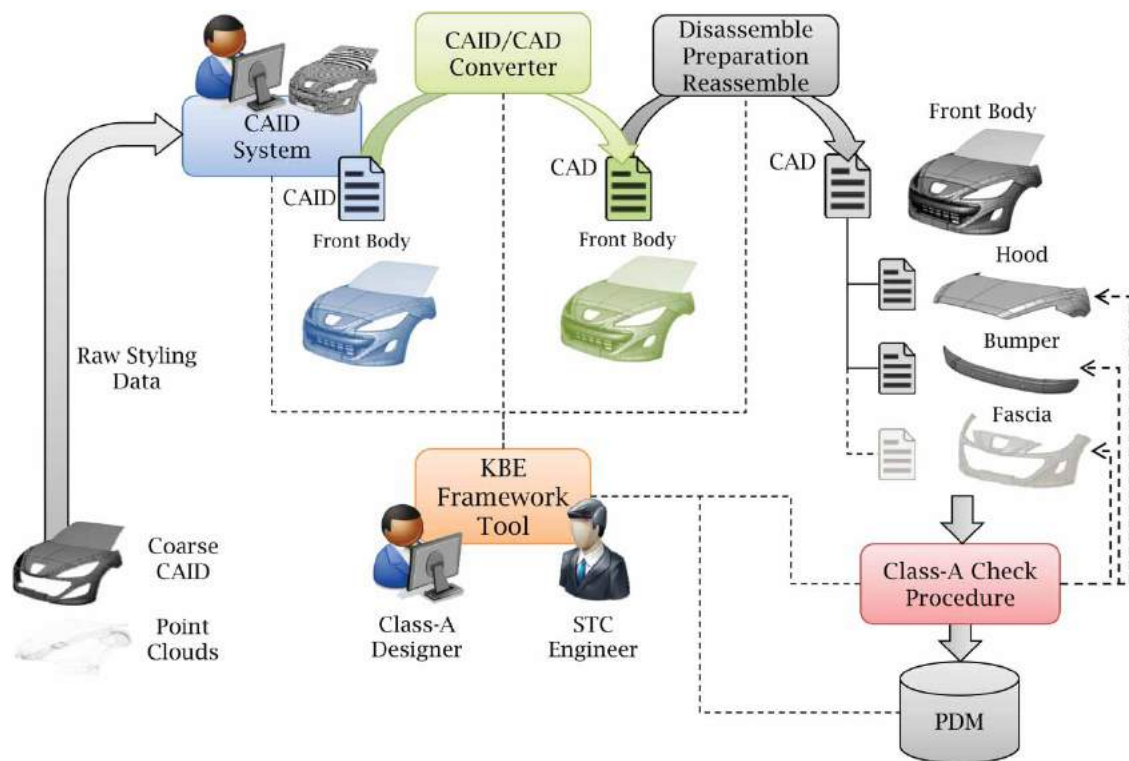 CAID/CAD
Converter
Disassemble
Preparation
Reassemble
CAID
System
Front Body
CAID
CAD
CAD
Front Body
Front Body
Hood
Raw Styling
Data
Bumper
Fascia
KBE
Framework
Tool
Coarse
CAID
Class-A Check
Procedure
Point
Clouds
Class-A
Designer
STC
Engineer
PDM